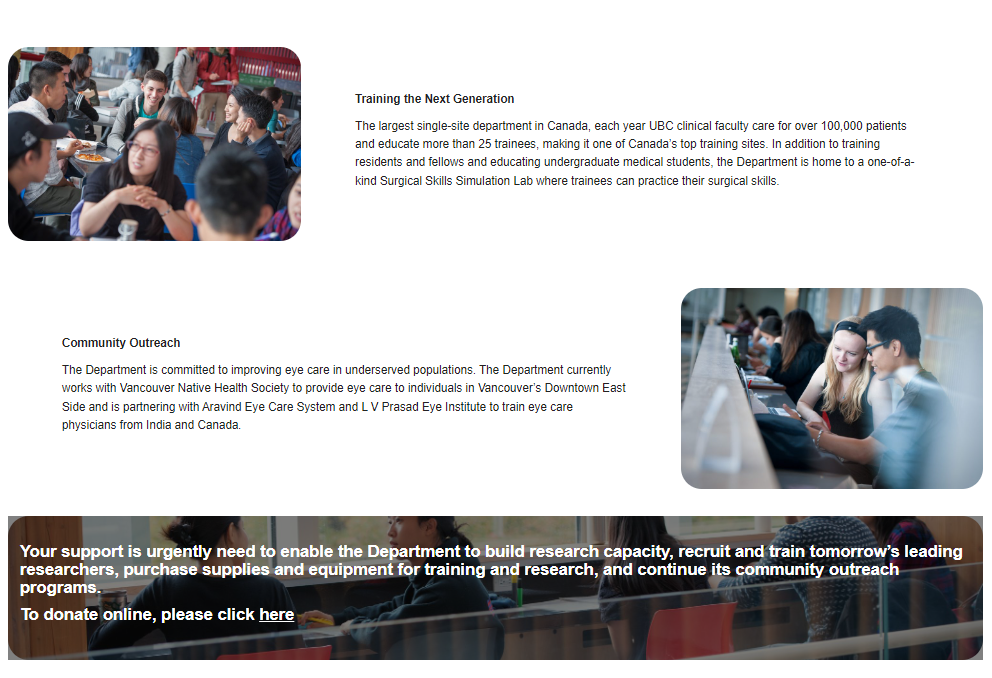 Training the Next Generation
The largest single-site department in Canada, each year UBC clinical faculty care for over 100,000 patients
and educate more than 25 trainees, making it one of Canada's top training sites. In addition to training
residents and fellows and educating undergraduate medical students, the Department is home to a one-of-a-
kind Surgical Skills Simulation Lab where trainees can practice their surgical skills.
Community Outreach
The Department is committed to improving eye care in underserved populations. The Department currently
works with Vancouver Native Health Society to provide eye care to individuals in Vancouver's Downtown East
Side and is partnering with Aravind Eye Care System and L V Prasad Eye Institute to train eye care
physicians from India and Canada.
Your support is urgently need to enable the Department to build research capacity, recruit and train tomorrow's leading
researchers, purchase supplies and equipment for training and research, and continue its community outreach
programs.
To donate online, please click here